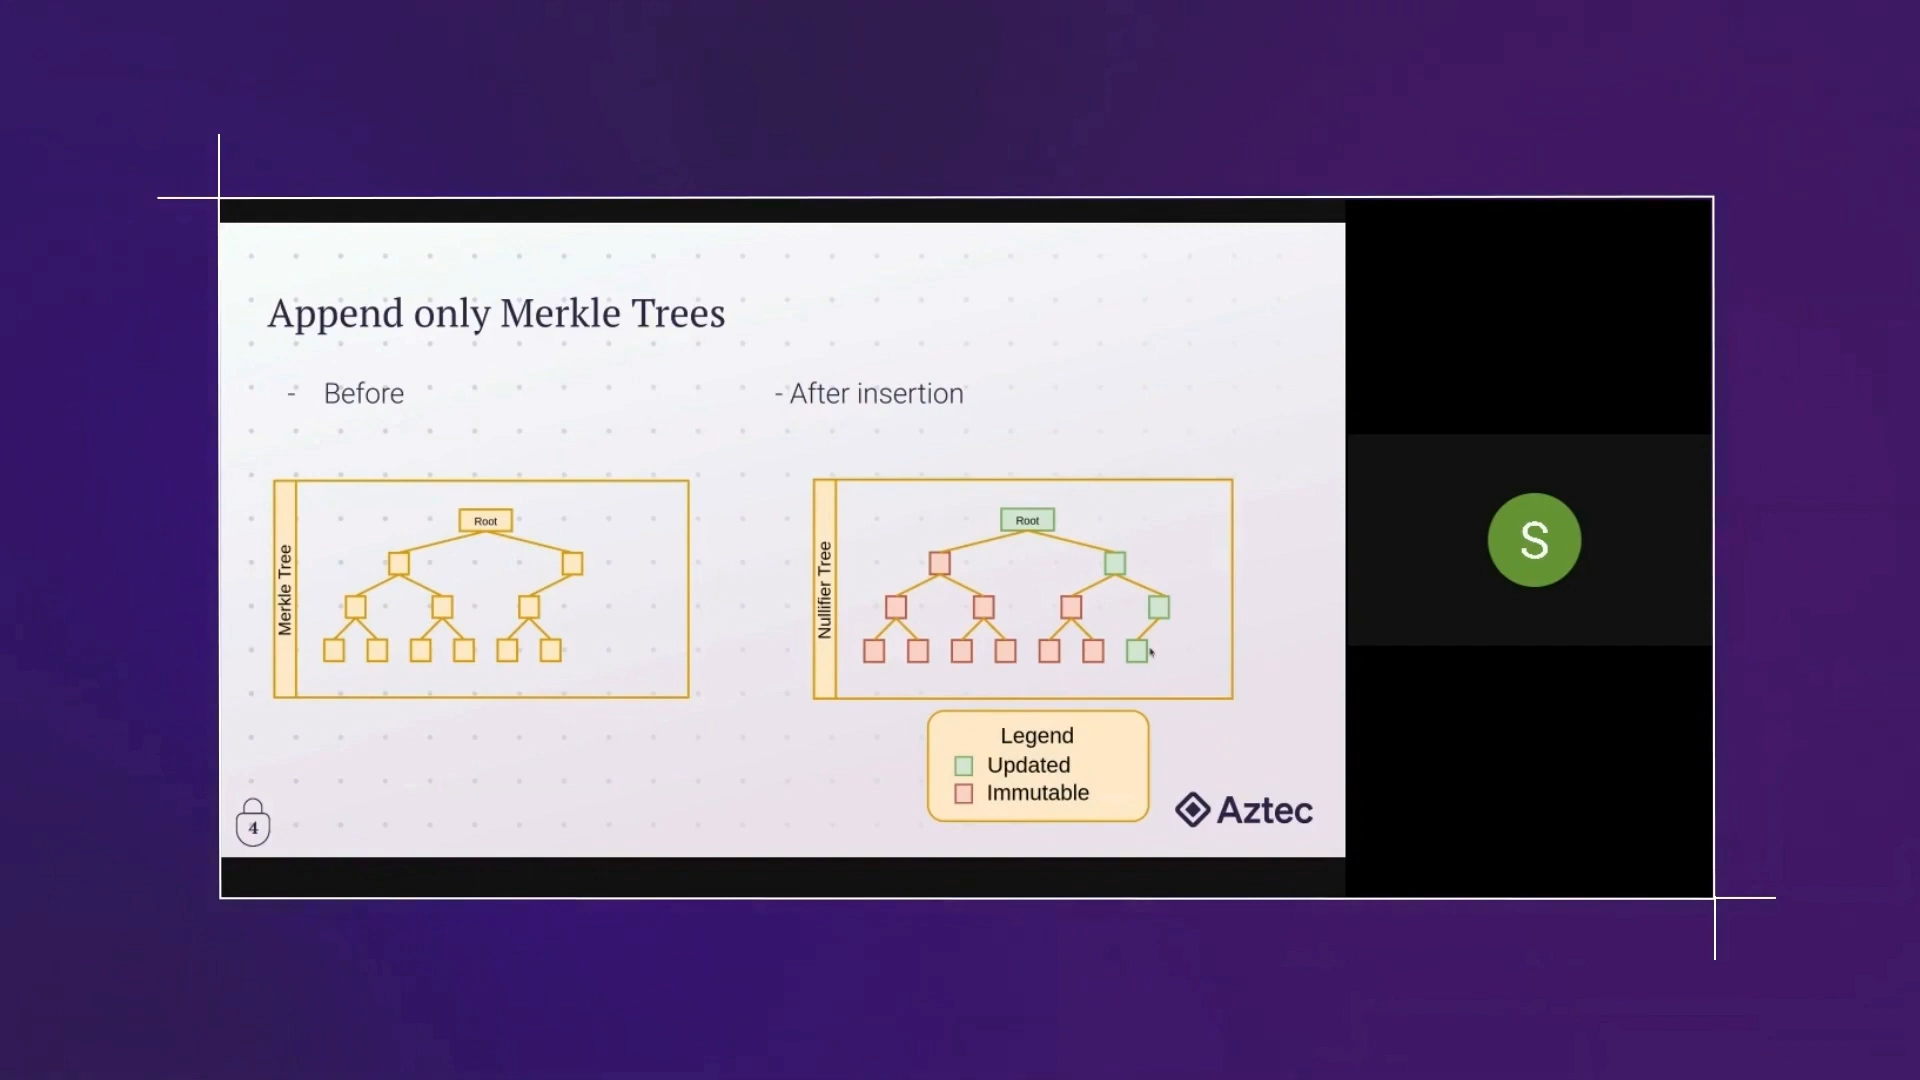 Append only Merkle Trees
- Before
- After insertion
Merkle Tree
Root
Nullifier Tree
Root
Legend
Updated
Immutable
4
Aztec
S